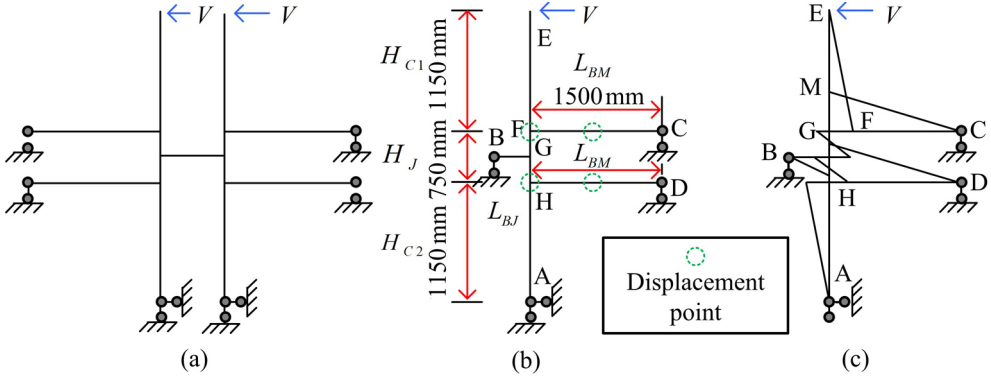 V
V
(a)
V
E
H C1
1150 mm
L BM
1500 mm
F
C
B
G
H J
750 mm
L BM
H
D
L BJ
H C2
1150 mm
A
Displacement
point
(b)
E
V
M
F
G
C
B
D
H
A
(c)